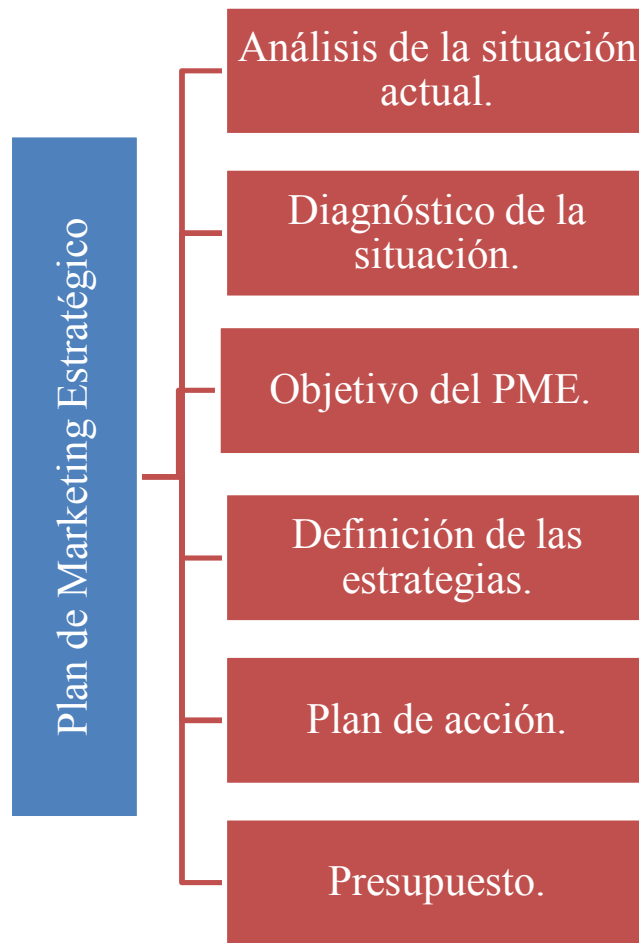 Plan de Marketing Estratégico
Análisis de la situación
actual.
Diagnóstico de la
situación.
Objetivo del PME.
Definición de las
estrategias.
Plan de acción.
Presupuesto.